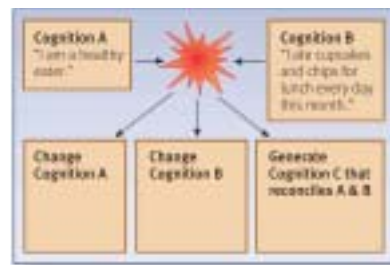 Cognition A
"I am a healthy
eater."
Cognition B
"I ate cupcakes
and chips for
lunch every day
this month."
Change
Cognition A
Change
Cognition B
Generate
Cognition C that
reconciles A & B